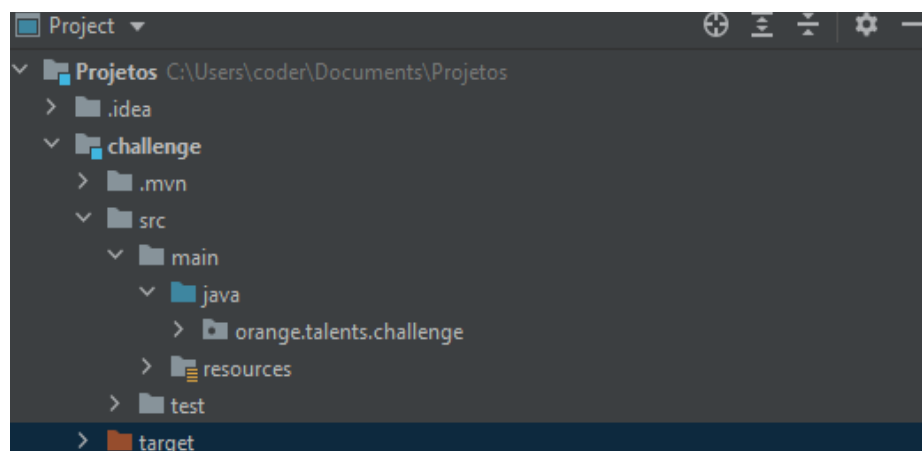 Project
Projetos C:\Users\coder\Documents\Projetos
.idea
challenge
.mvn
src
main
java
orange.talents.challenge
resources
test
target